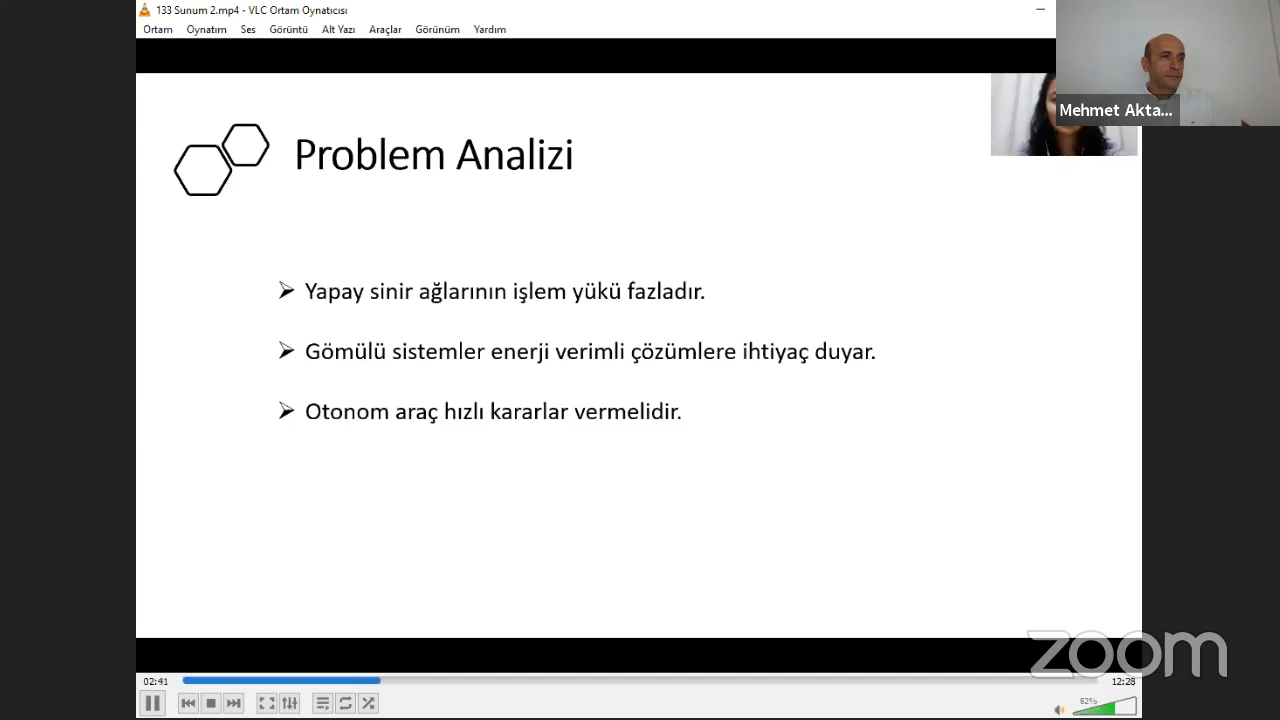 133 Sunum 2.mp4 - VLC Ortam Oynatıcısı
Ortam Oynatım Ses Görüntü Alt Yazı Araçlar Görünüm Yardım
Mehmet Akta...
Problem Analizi
➢ Yapay sinir ağlarının işlem yükü fazladır.
➢ Gömülü sistemler enerji verimli çözümlere ihtiyaç duyar.
➢ Otonom araç hızlı kararlar vermelidir.
zoom
02:41
12:28
82%